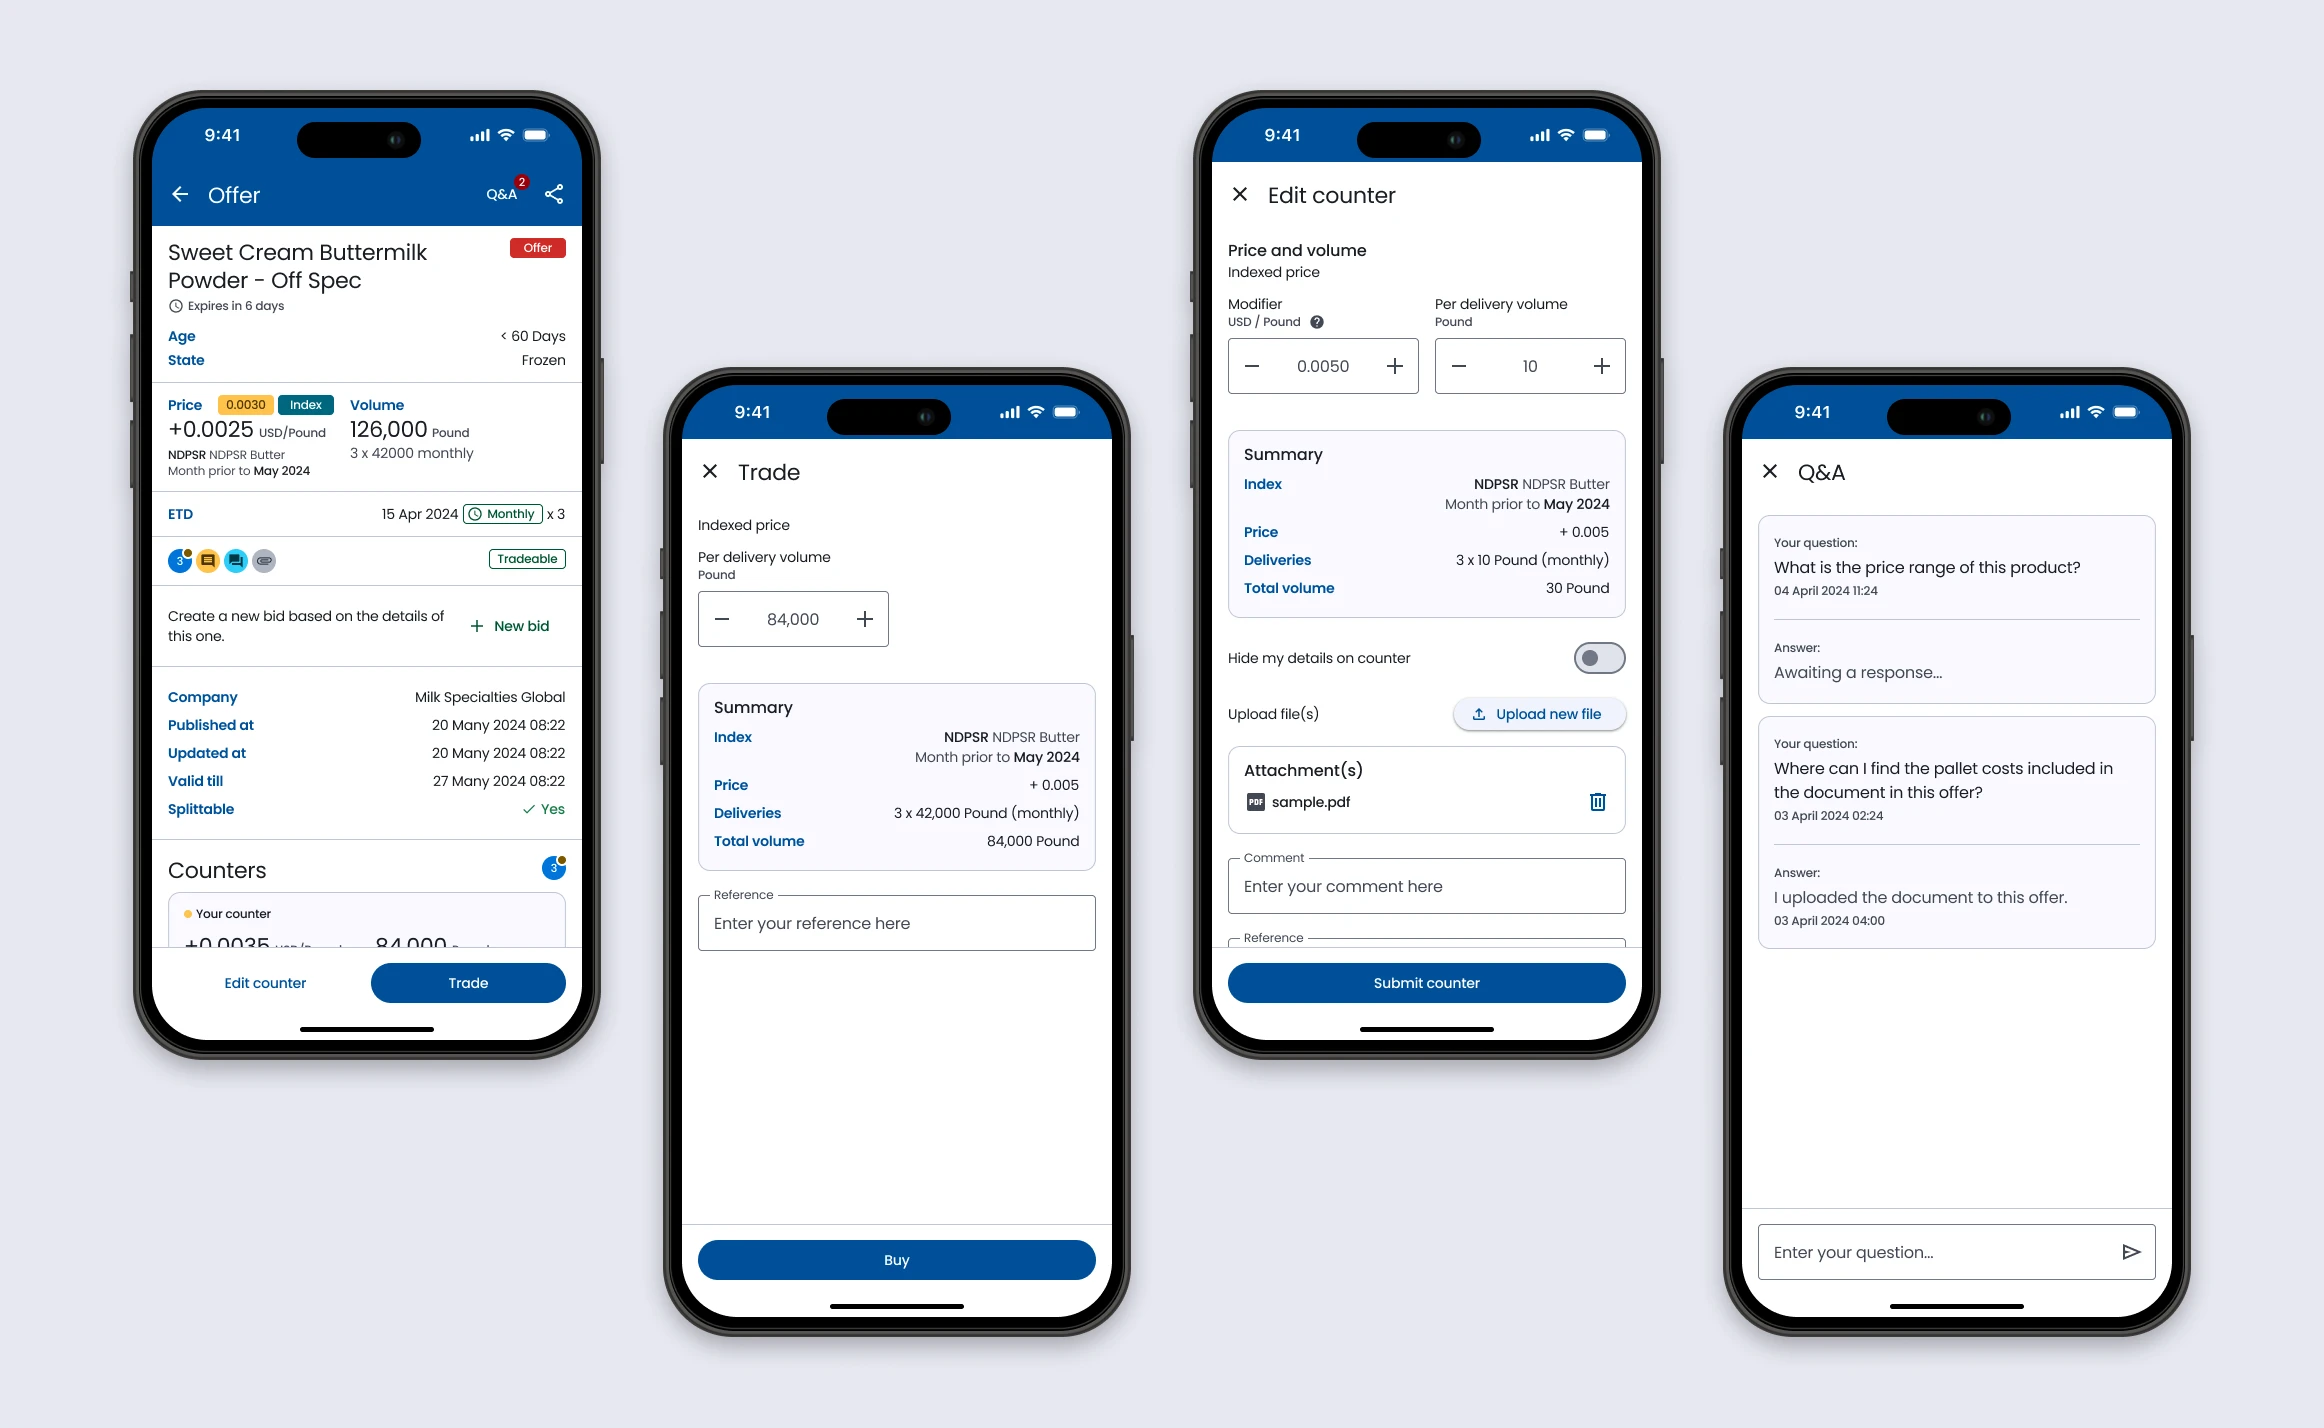 9:41
Offer
Q&A
2
Sweet Cream Buttermilk
Powder - Off Spec
Offer
Expires in 6 days
Age
< 60 Days
State
Frozen
Price 0.0030 Index
+0.0025 USD/Pound
NDPSR NDPSR Butter
Month prior to May 2024
Volume
126,000 Pound
3 x 42000 monthly
ETD
15 Apr 2024 Monthly x 3
3
Tradeable
Create a new bid based on the details of
this one.
+ New bid
Company
Milk Specialties Global
Published at
20 Many 2024 08:22
Updated at
20 Many 2024 08:22
Valid till
27 Many 2024 08:22
Splittable
Yes
Counters
3
Your counter
+0.0035 USD/Pound
84,000 Pound
Edit counter
Trade
9:41
Trade
Indexed price
Per delivery volume
Pound
84,000
Summary
Index
NDPSR NDPSR Butter
Month prior to May 2024
Price
+ 0.005
Deliveries
3 x 42,000 Pound (monthly)
Total volume
84,000 Pound
Reference
Enter your reference here
Buy
9:41
Edit counter
Price and volume
Indexed price
Modifier
USD / Pound ?
0.0050
Per delivery volume
Pound
10
Summary
Index
NDPSR NDPSR Butter
Month prior to May 2024
Price
+ 0.005
Deliveries
3 x 10 Pound (monthly)
Total volume
30 Pound
Hide my details on counter
Upload file(s)
Upload new file
Attachment(s)
PDF sample.pdf
Comment
Enter your comment here
Reference
Submit counter
9:41
Q&A
Your question:
What is the price range of this product?
04 April 2024 11:24
Answer:
Awaiting a response...
Your question:
Where can I find the pallet costs included in
the document in this offer?
03 April 2024 02:24
Answer:
I uploaded the document to this offer.
03 April 2024 04:00
Enter your question...